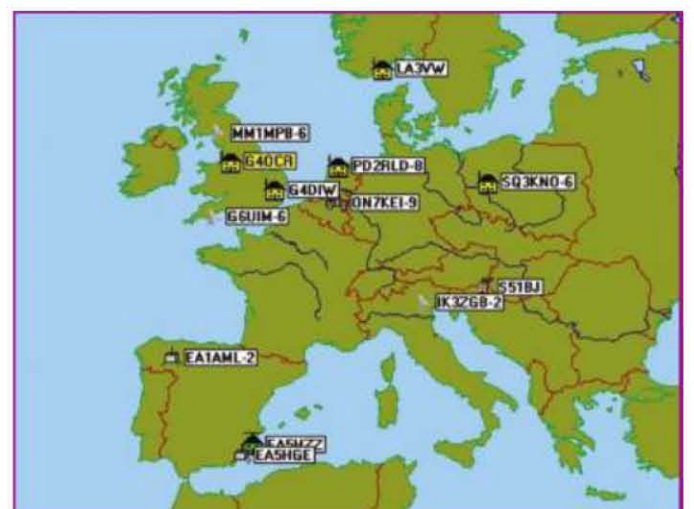 LA3VW
MM1MPB-6
G4OCR
PD2RLD-8
SQ3KNO-6
G4DIW
ON7KEI-9
G6UIM-6
S51BJ
IK3ZGB-2
EA1AML-2
EA5HZZ
EA5HGE